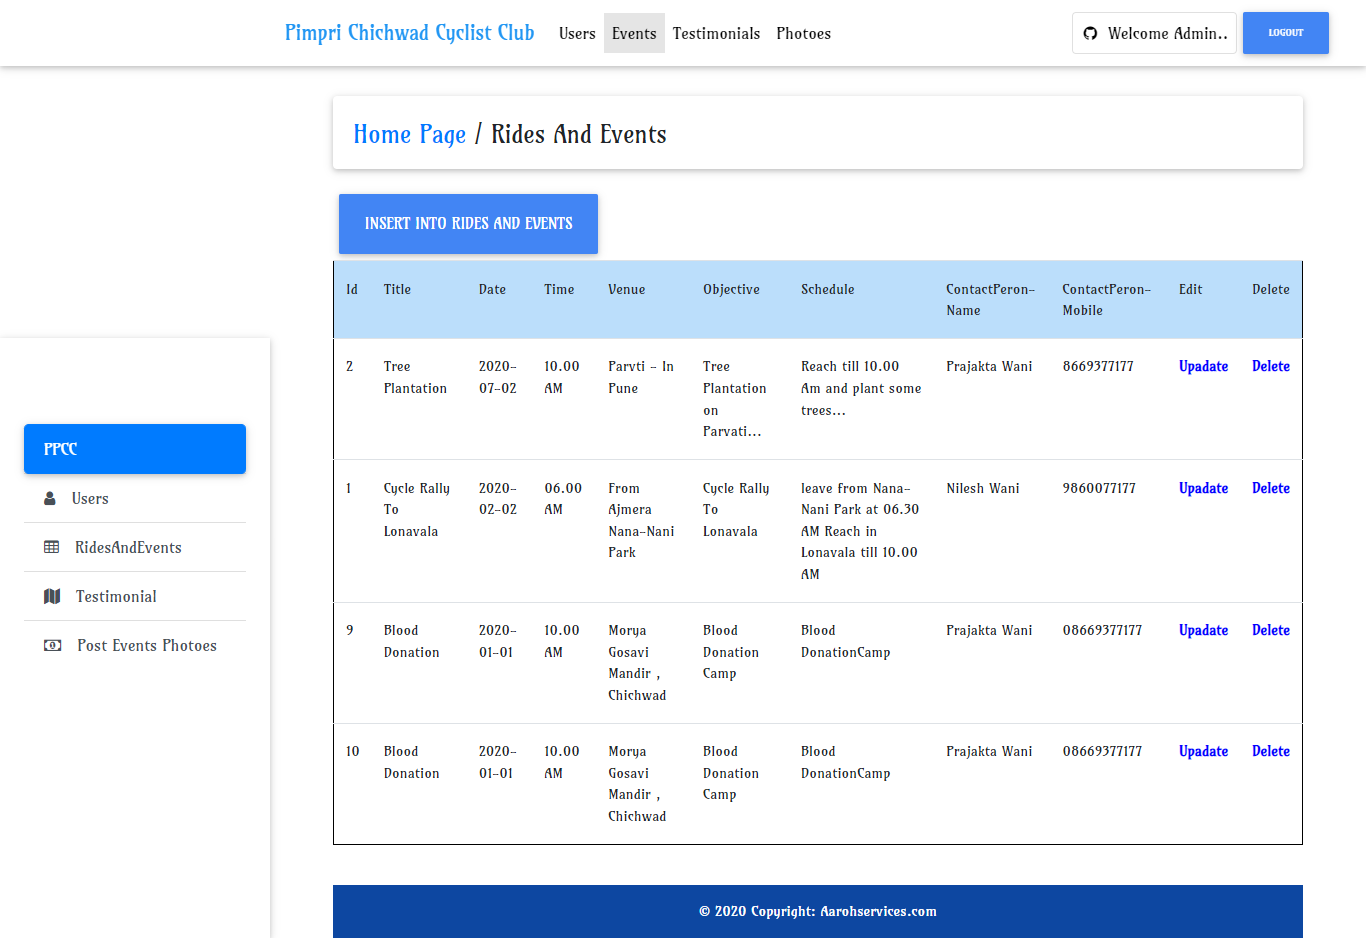 Pimpri Chichwad Cyclist Club Users Events Testimonials Photoes Welcome Admin.. LOGOUT
Home Page / Rides And Events
INSERT INTO RIDES AND EVENTS
Id Title Date Time Venue Objective Schedule ContactPeron-Name ContactPeron-Mobile Edit Delete
2 Tree Plantation 2020-07-02 10.00 AM Parvti - In Pune Tree Plantation on Parvati... Reach till 10.00 Am and plant some trees... Prajakta Wani 8669377177 Upadate Delete
1 Cycle Rally To Lonavala 2020-02-02 06.00 AM From Ajmera Nana-Nani Park Cycle Rally To Lonavala leave from Nana-Nani Park at 06.30 AM Reach in Lonavala till 10.00 AM Nilesh Wani 9860077177 Upadate Delete
9 Blood Donation 2020-01-01 10.00 AM Morya Gosavi Mandir , Chichwad Blood Donation Camp Blood DonationCamp Prajakta Wani 08669377177 Upadate Delete
10 Blood Donation 2020-01-01 10.00 AM Morya Gosavi Mandir , Chichwad Blood Donation Camp Blood DonationCamp Prajakta Wani 08669377177 Upadate Delete
PPCC
Users
RidesAndEvents
Testimonial
Post Events Photoes
© 2020 Copyright: Aarohservices.com